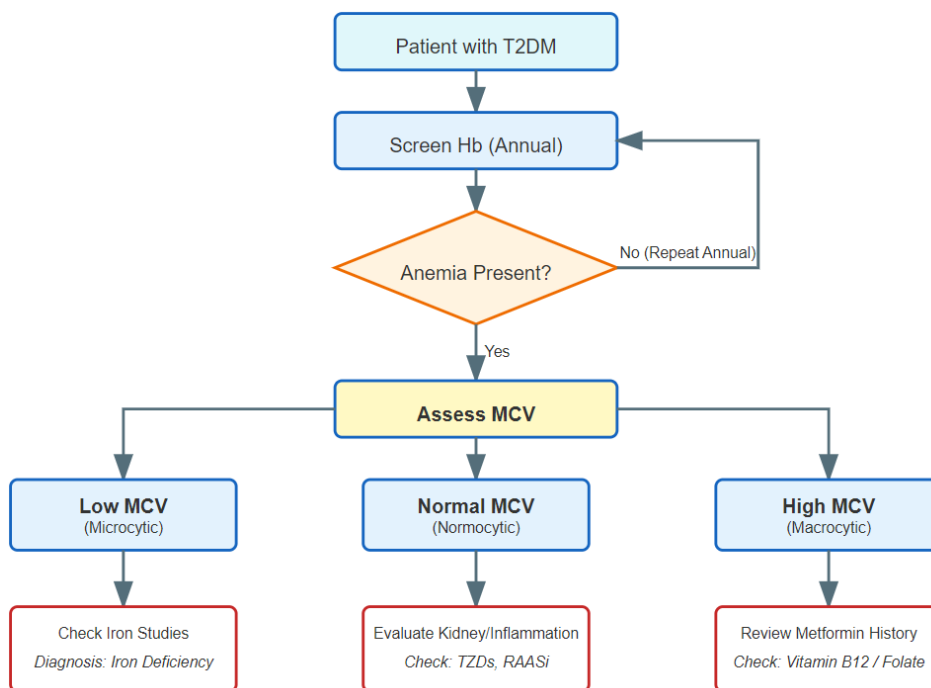 Patient with T2DM
Screen Hb (Annual)
No (Repeat Annual)
Anemia Present?
Yes
Assess MCV
Low MCV
(Microcytic)
Normal MCV
(Normocytic)
High MCV
(Macrocytic)
Check Iron Studies
Diagnosis: Iron Deficiency
Evaluate Kidney/Inflammation
Check: TZDs, RAASi
Review Metformin History
Check: Vitamin B12 / Folate